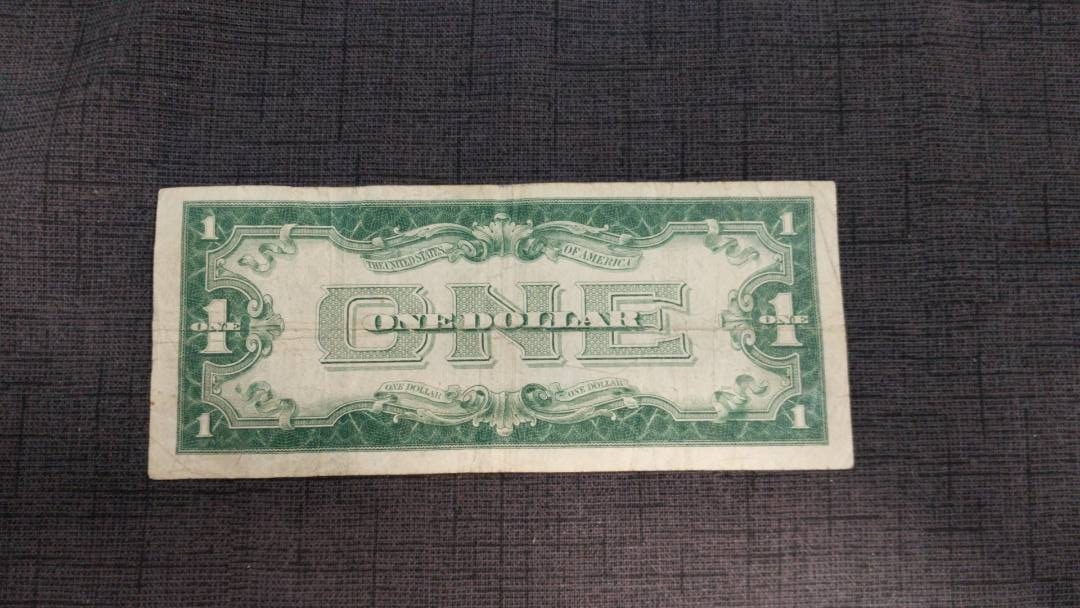 1 1
THE UNITED STATES OF AMERICA
ONE
ONE DOLLAR
1 ONE 1 ONE
ONE DOLLAR ONE DOLLAR
1 1